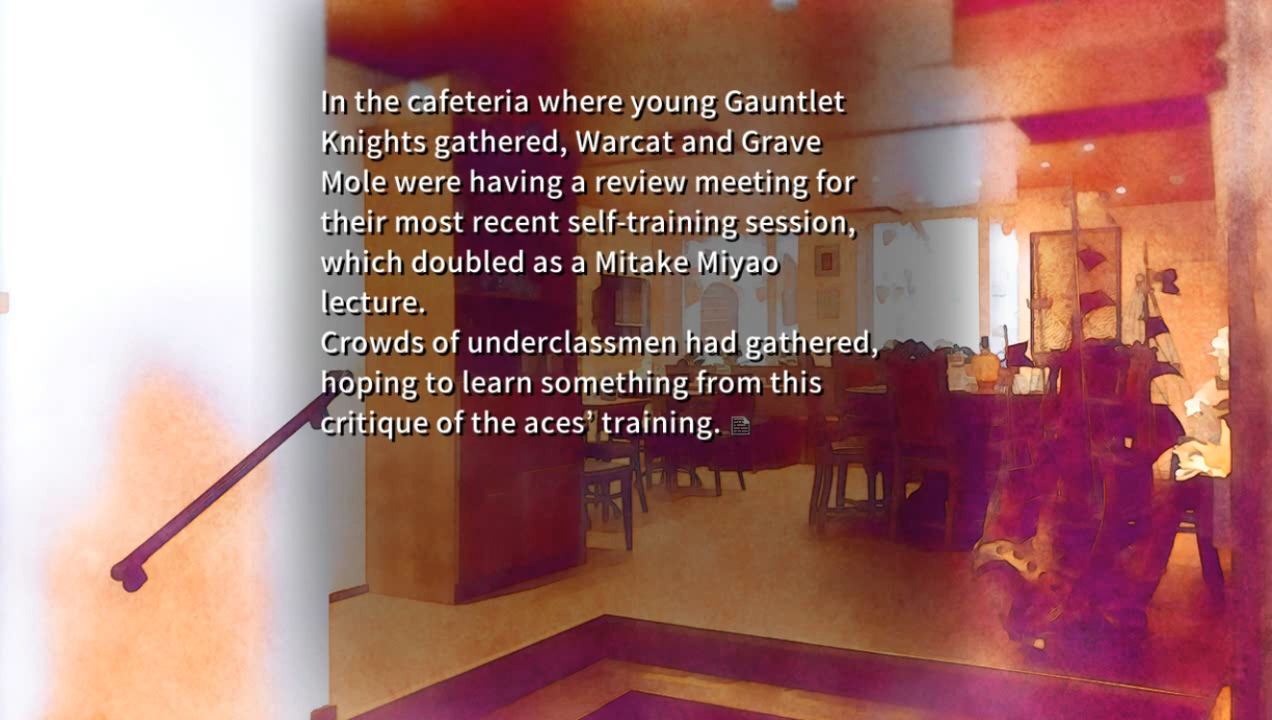 In the cafeteria where young Gauntlet
Knights gathered, Warcat and Grave
Mole were having a review meeting for
their most recent self-training session,
which doubled as a Mitake Miyao
lecture.
Crowds of underclassmen had gathered,
hoping to learn something from this
critique of the aces’ training.